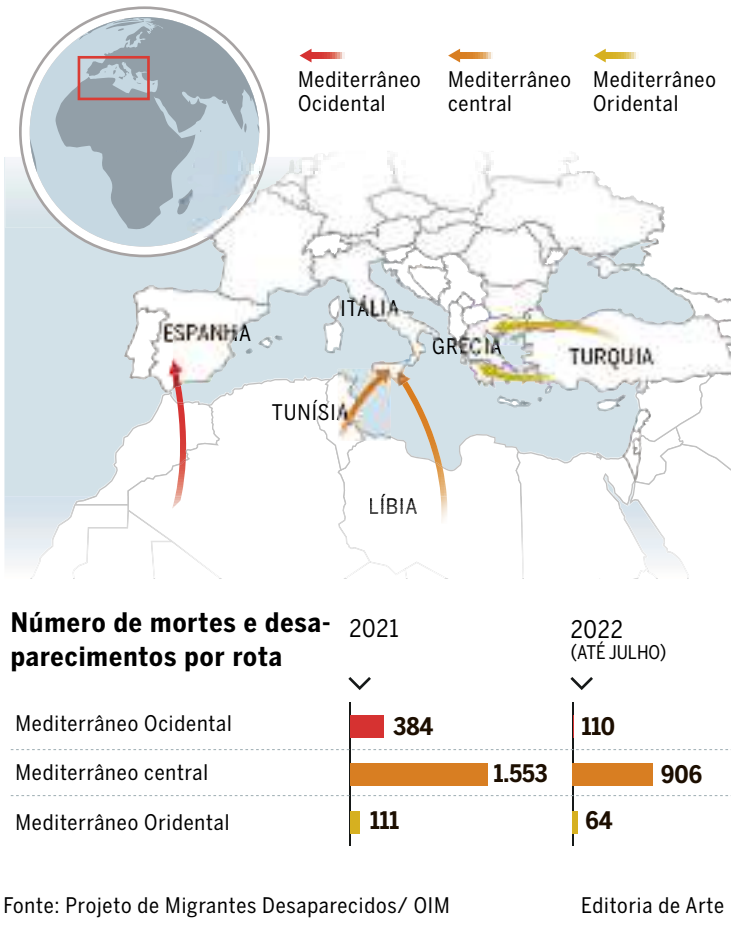 Mediterrâneo
Ocidental
Mediterrâneo
central
Mediterrâneo
Oridental
ESPANHA
ITÁLIA
GRÉCIA
TURQUIA
TUNÍSIA
LÍBIA
Número de mortes e desa-
parecimentos por rota
2021
2022
(ATÉ JULHO)
Mediterrâneo Ocidental 384 110
Mediterrâneo central 1.553 906
Mediterrâneo Oridental 111 64
Fonte: Projeto de Migrantes Desaparecidos/ OIM Editoria de Arte